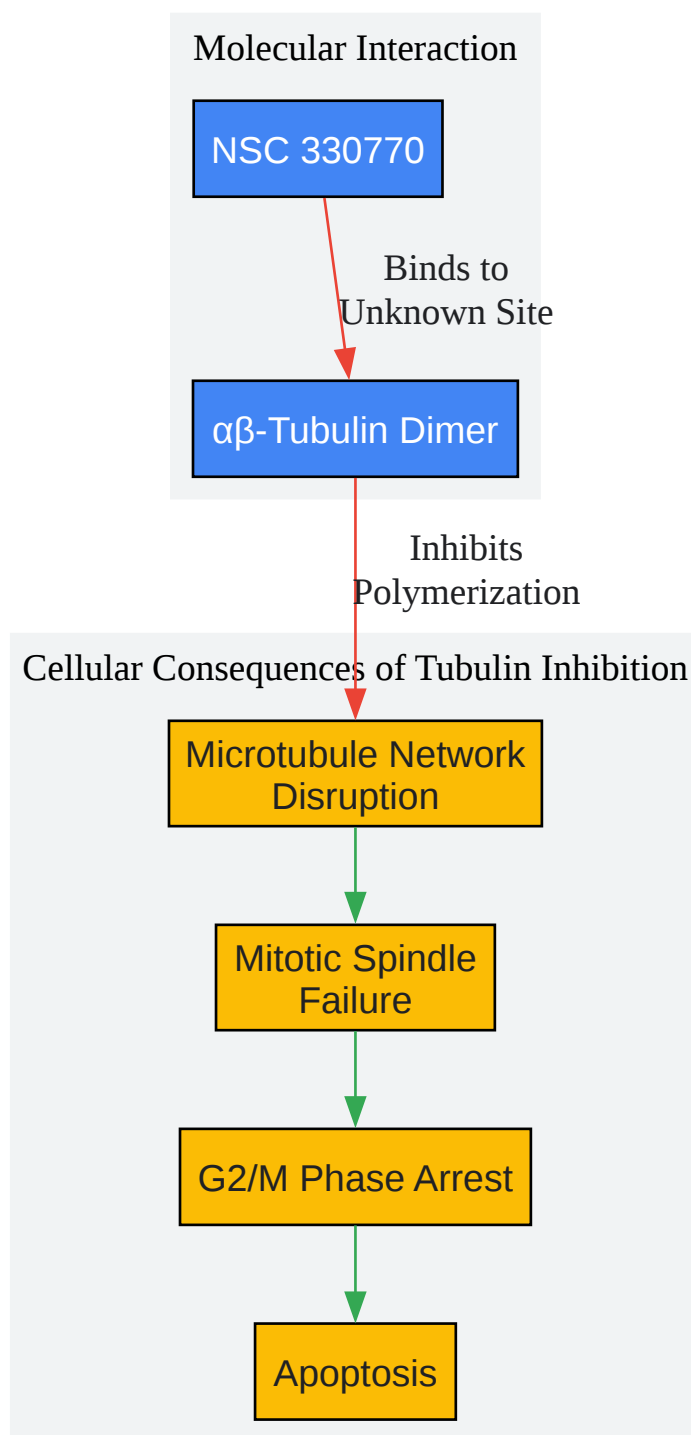 Molecular Interaction
NSC 330770
Binds to
Unknown Site
αβ-Tubulin Dimer
Inhibits
Polymerization
Cellular Consequences of Tubulin Inhibition
Microtubule Network
Disruption
Mitotic Spindle
Failure
G2/M Phase Arrest
Apoptosis